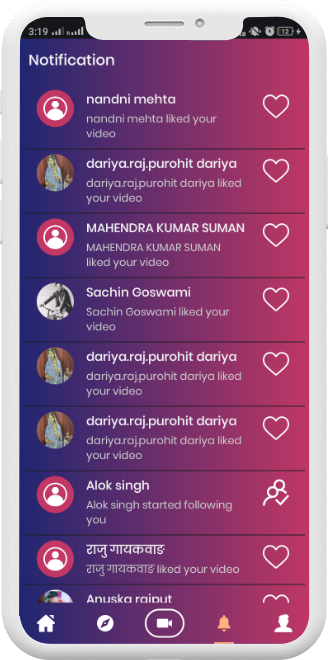 3:19
12
Notification
nandni mehta
nandni mehta liked your
video
dariya.raj.purohit dariya
dariya.raj.purohit dariya liked
your video
MAHENDRA KUMAR SUMAN
MAHENDRA KUMAR SUMAN
liked your video
Sachin Goswami
Sachin Goswami liked your
video
dariya.raj.purohit dariya
dariya.raj.purohit dariya liked
your video
dariya.raj.purohit dariya
dariya.raj.purohit dariya liked
your video
Alok singh
Alok singh started following
you
राजु गायकवाड
राजु गायकवाड liked your video
Anuska rajput